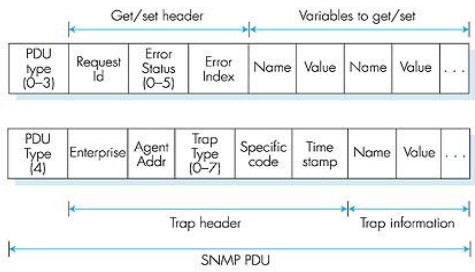 Get/set header Variables to get/set
PDU type (0–3) Request Id Error Status (0–5) Error Index Name Value Name Value . . .
PDU Type (4) Enterprise Agent Addr Trap Type (0–7) Specific code Time stamp Name Value . . .
Trap header Trap information
SNMP PDU